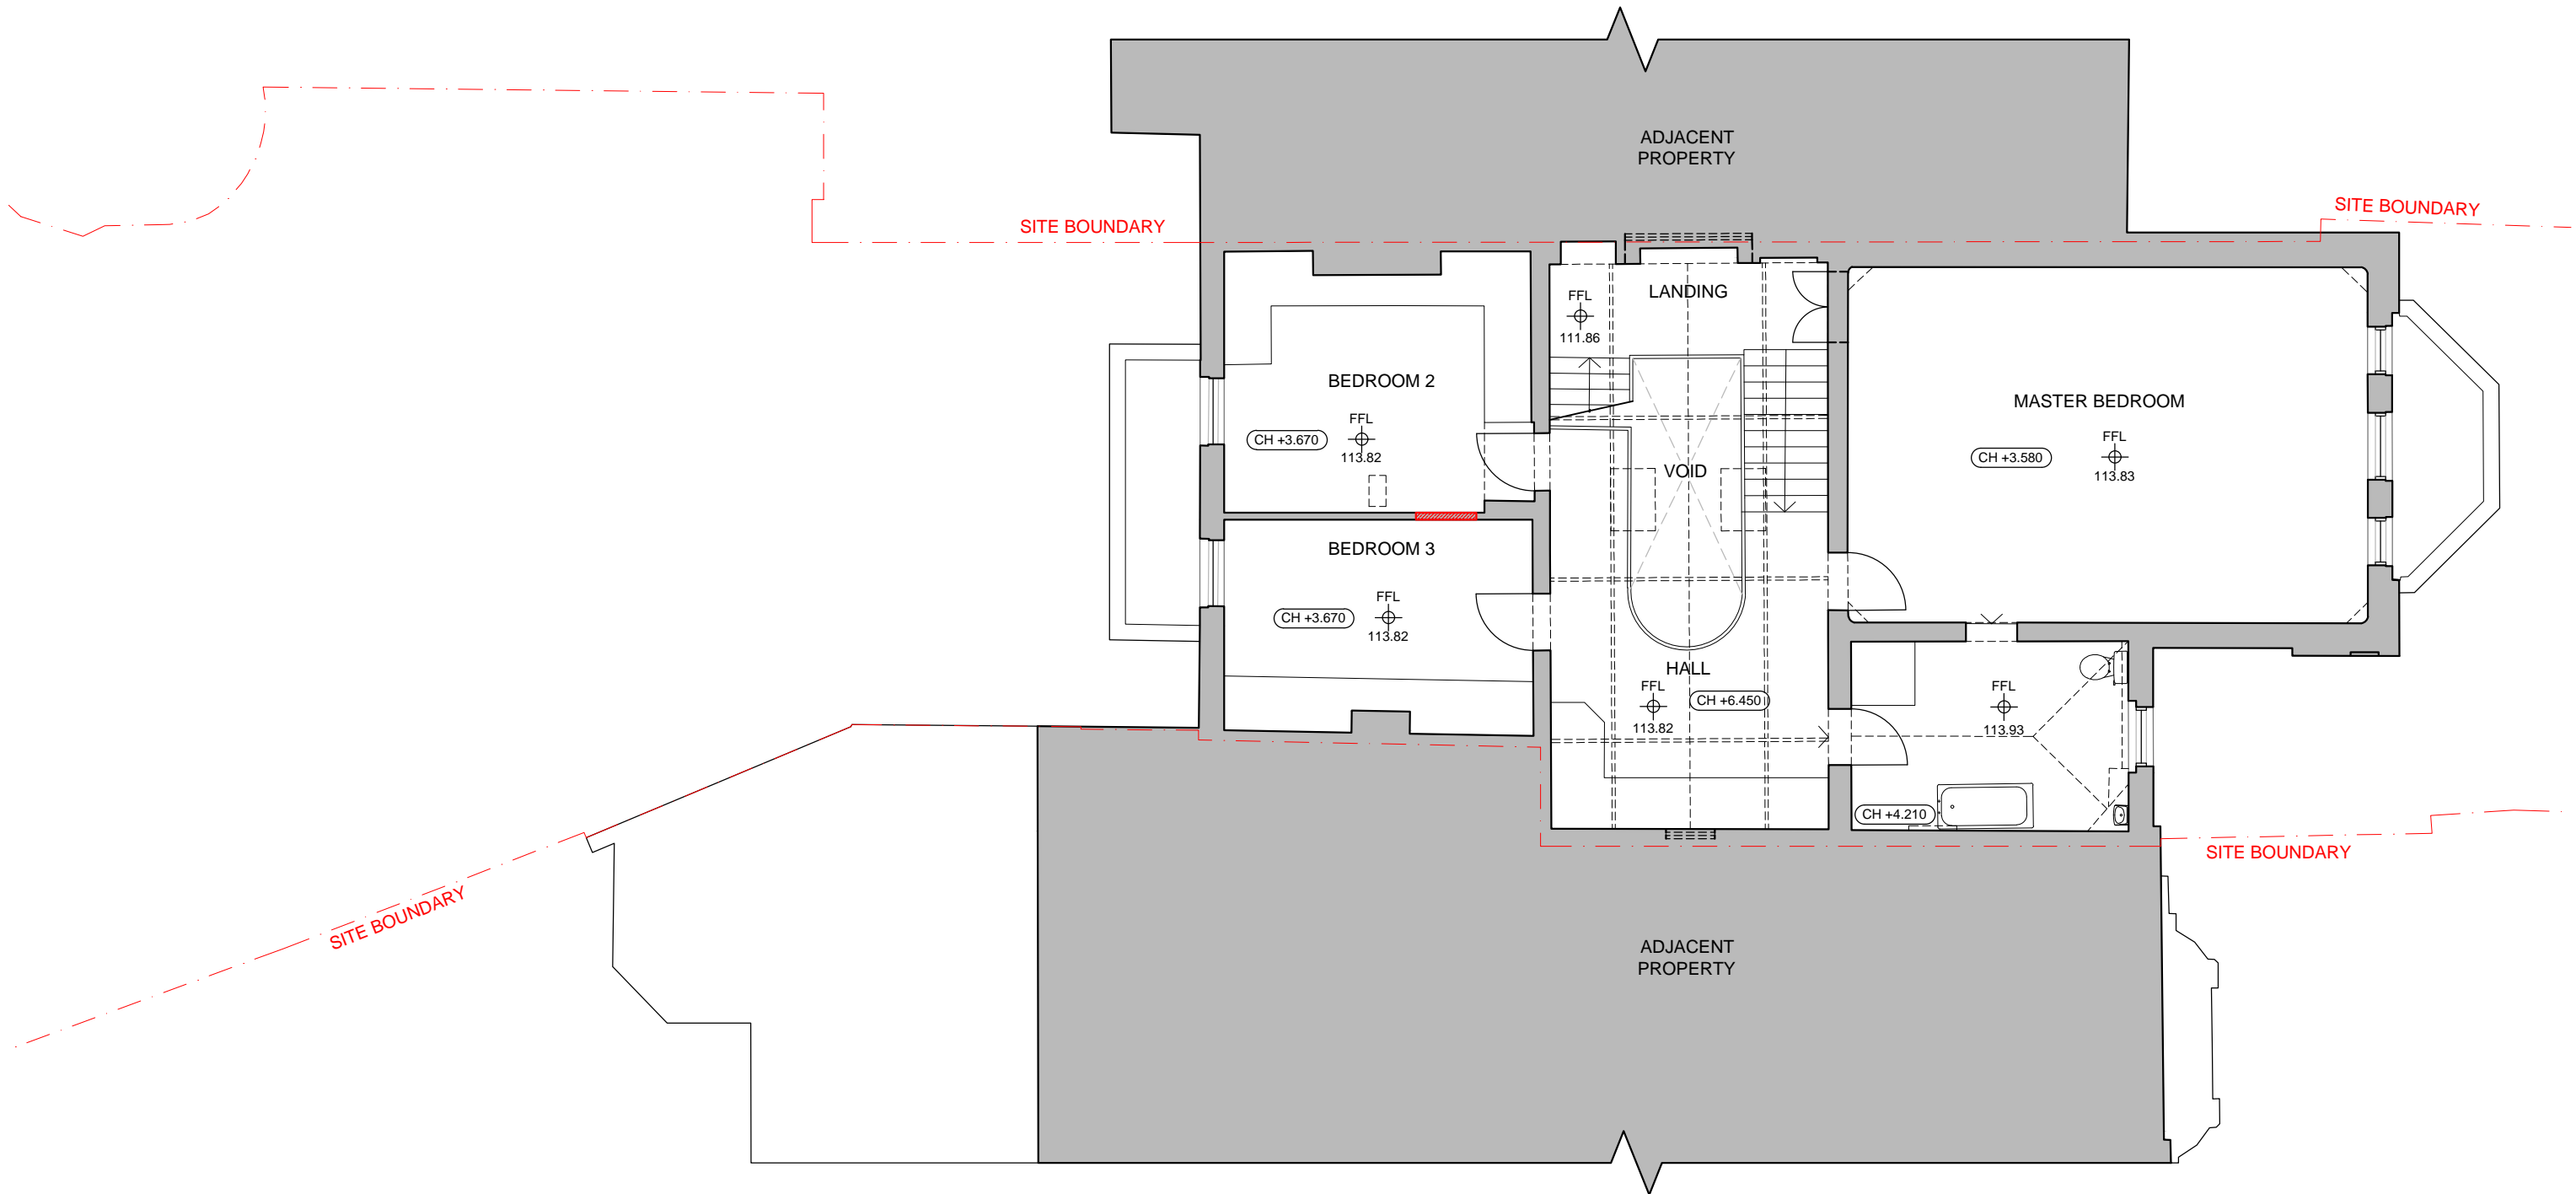 ADJACENT
PROPERTY
SITE BOUNDARY
SITE BOUNDARY
LANDING
FFL
111.86
BEDROOM 2
FFL
CH +3.670
113.82
MASTER BEDROOM
FFL
CH +3.580
113.83
VOID
BEDROOM 3
FFL
CH +3.670
113.82
HALL
FFL
CH +6.450
113.82
FFL
113.93
CH +4.210
SITE BOUNDARY
SITE BOUNDARY
ADJACENT
PROPERTY